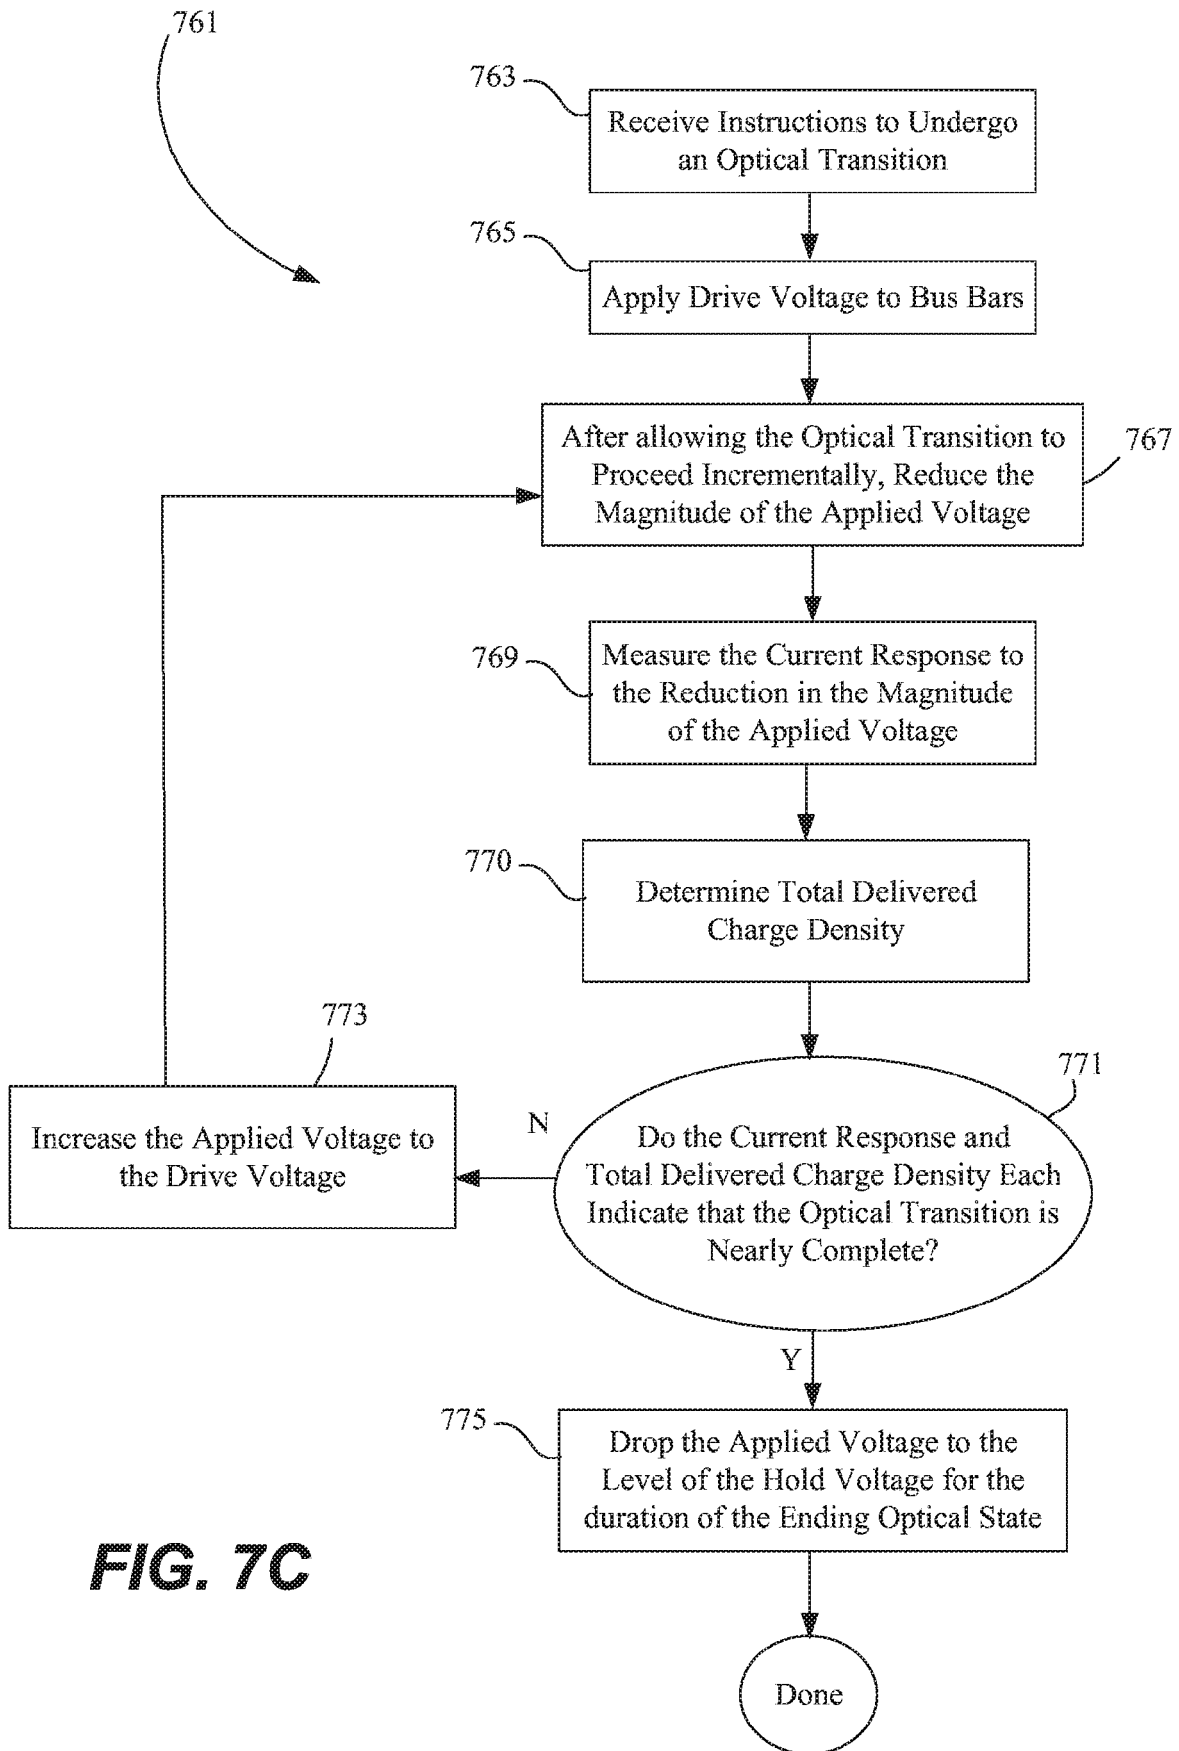 761
763
Receive Instructions to Undergo
an Optical Transition
765
Apply Drive Voltage to Bus Bars
After allowing the Optical Transition to
Proceed Incrementally, Reduce the
Magnitude of the Applied Voltage
767
769
Measure the Current Response to
the Reduction in the Magnitude
of the Applied Voltage
770
Determine Total Delivered
Charge Density
773
Increase the Applied Voltage to
the Drive Voltage
N
771
Do the Current Response and
Total Delivered Charge Density Each
Indicate that the Optical Transition is
Nearly Complete?
Y
775
Drop the Applied Voltage to the
Level of the Hold Voltage for the
duration of the Ending Optical State
FIG. 7C
Done